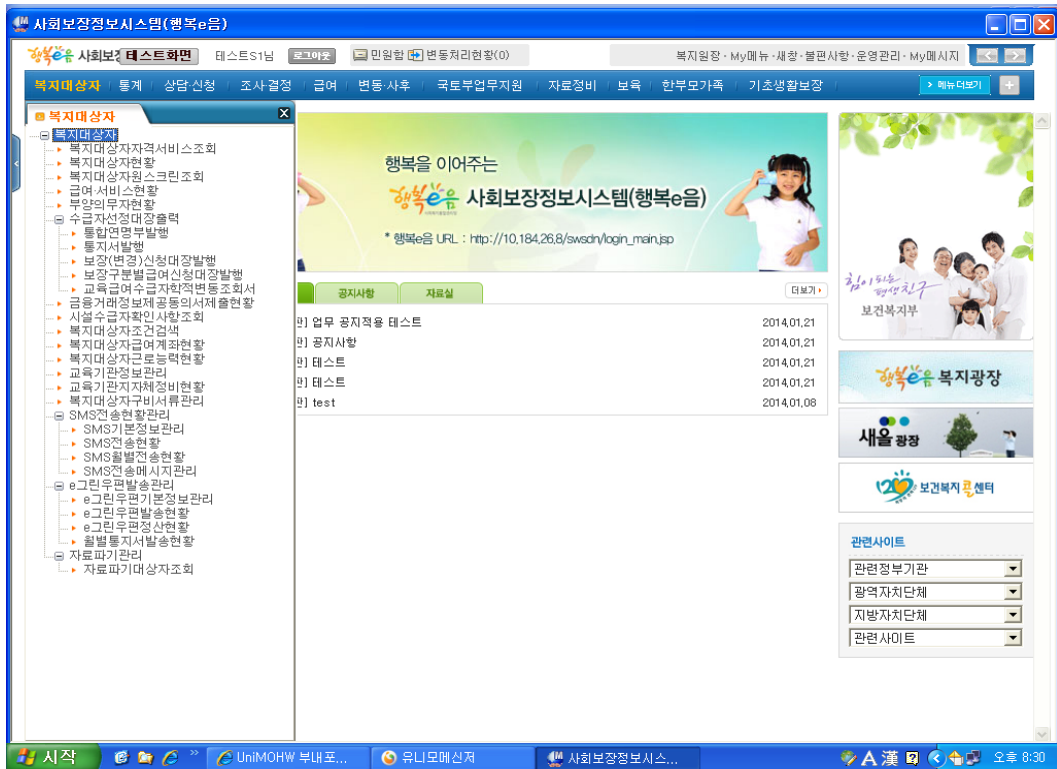 사회보장정보시스템(행복e음)
행복e음 사회보장 테스트화면 테스트S1님 로그아웃 민원함 변동처리현황(0) 복지원장 · My메뉴 · 새창 · 불편사항 · 운영관리 · My메시지
복지대상자 통계 상담·신청 조사·결정 급여 변동·사후 국토부업무지원 자료정비 보육 한부모가족 기초생활보장 > 메뉴더보기 +
복지대상자
복지대상자
복지대상자자격서비스조회
복지대상자현황
복지대상자원스크린조회
급여·서비스현황
부양의무자현황
수급자선정대장출력
통합연명부발행
통지서발행
보장(변경)신청대장발행
보장구분별급여신청대장발행
교육급여수급자학적변동조회서
금융거래정보제공동의서제출현황
시설수급자확인사항조회
복지대상자조건검색
복지대상자급여계좌현황
복지대상자근로능력현황
교육기관정보관리
교육기관지자체정비현황
복지대상자구비서류관리
SMS전송현황관리
SMS기본정보관리
SMS전송현황
SMS월별전송현황
SMS전송메시지관리
e그린우편발송관리
e그린우편기본정보관리
e그린우편발송현황
e그린우편정산현황
월별통지서발송현황
자료파기관리
자료파기대상자조회
행복을 이어주는
행복e음 사회보장정보시스템(행복e음)
* 행복e음 URL : http://10.184.26.8/swsdn/login_main.jsp
공지사항 자료실 더보기
판] 업무 공지적용 테스트 2014.01.21
판] 공지사항 2014.01.21
판] 테스트 2014.01.21
판] 테스트 2014.01.21
판] test 2014.01.08
힘이 되는
평생친구
보건복지부
행복e음 복지광장
새올 광장
129 보건복지 콜센터
관련사이트
관련정부기관
광역자치단체
지방자치단체
관련사이트
시작 UniMOHW 부내포... 유니모메신저 사회보장정보시스... A 漢 오후 8:30